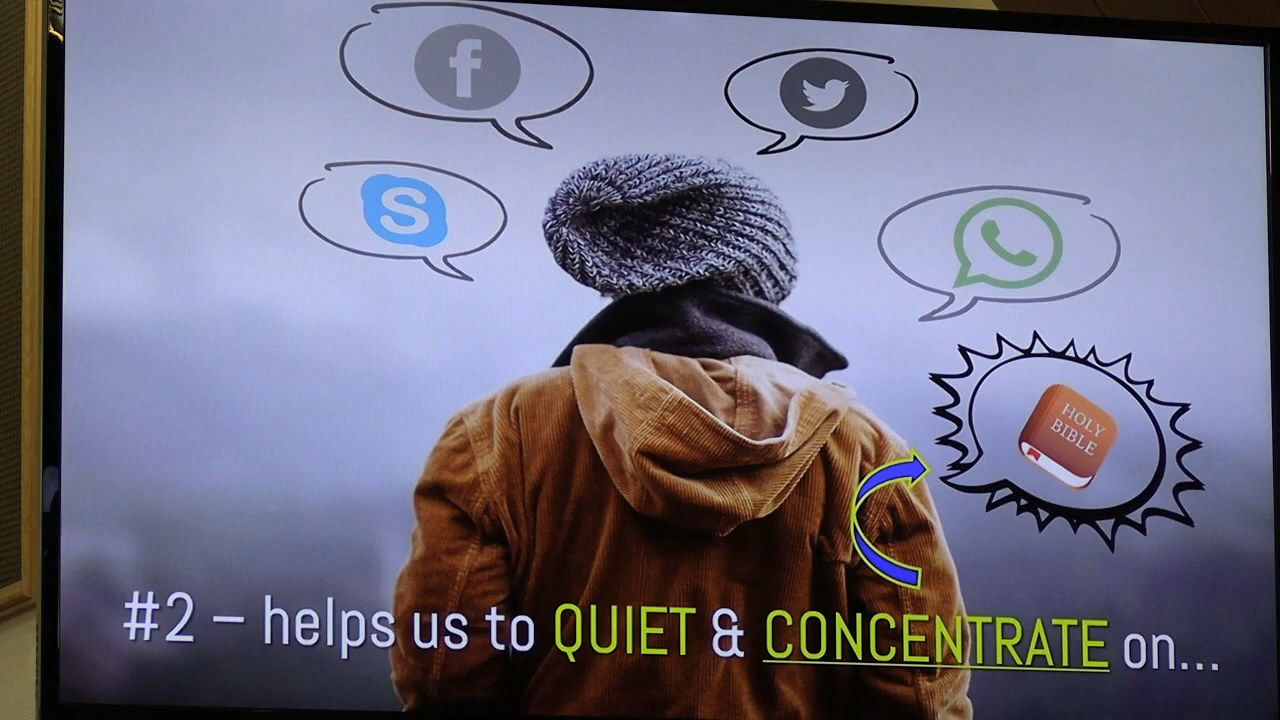 f
S
HOLY
BIBLE
#2 – helps us to QUIET & CONCENTRATE on...